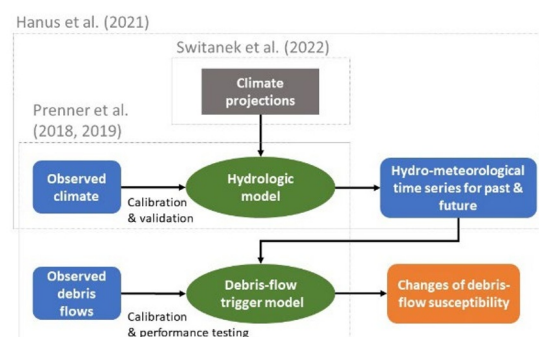 Hanus et al. (2021)
Switanek et al. (2022)
Climate
projections
Prenner et al.
(2018, 2019)
Observed
climate
Calibration
& validation
Hydrologic
model
Hydro-meteorological
time series for past &
future
Observed
debris
flows
Calibration
& performance testing
Debris-flow
trigger model
Changes of debris-
flow susceptibility